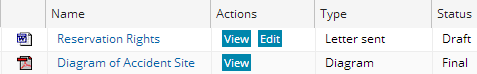 Name Actions Type Status
Reservation Rights View Edit Letter sent Draft
Diagram of Accident Site View Diagram Final